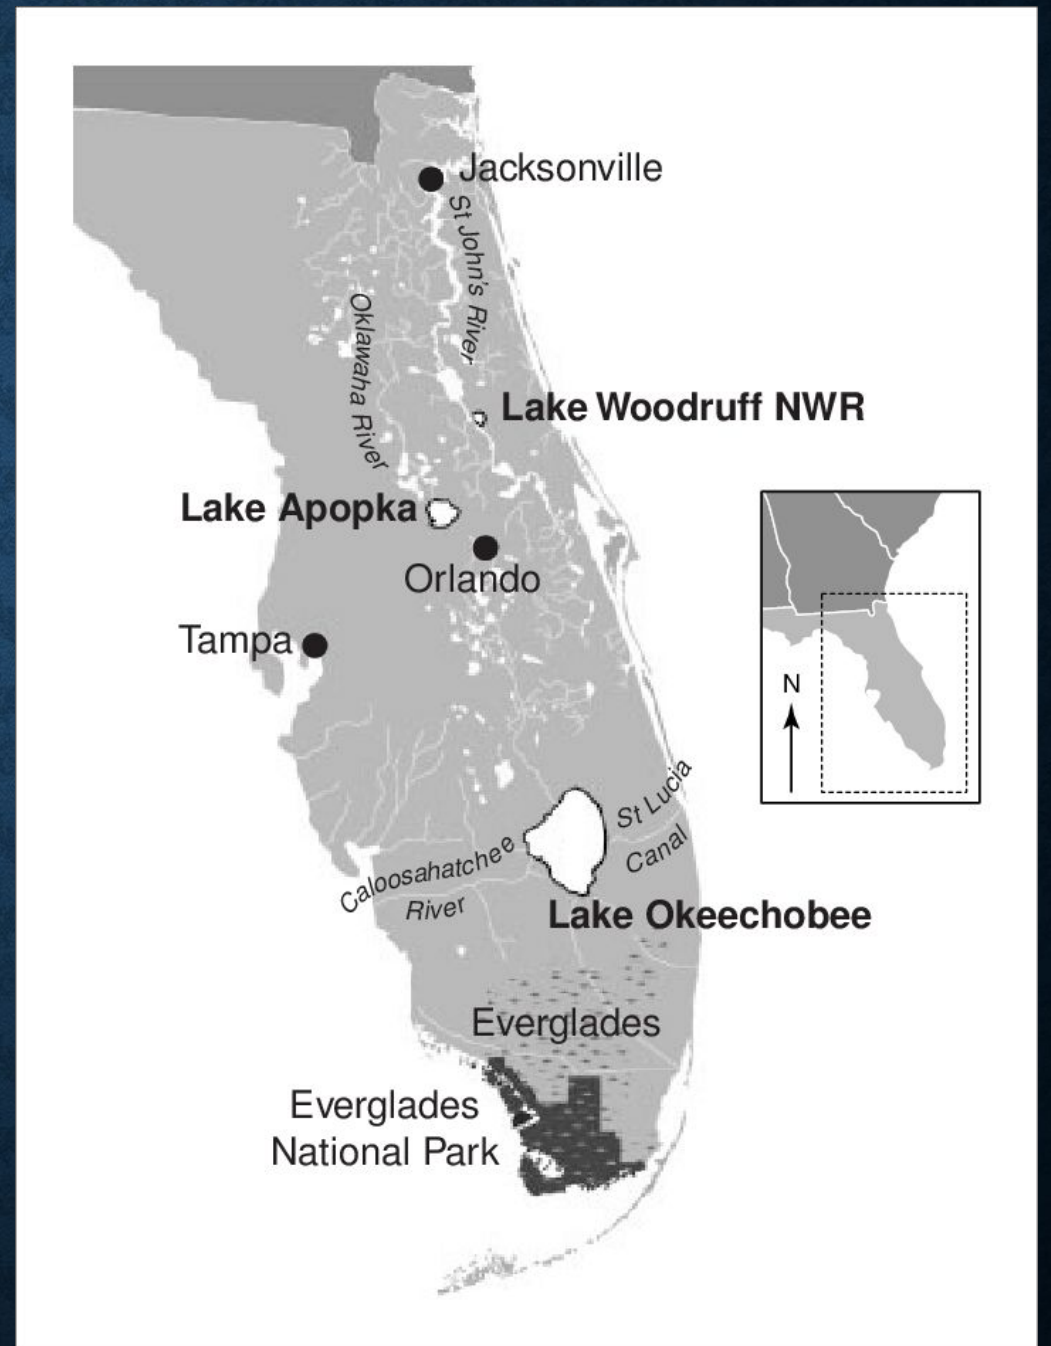 Jacksonville
St John's River
Oklawaha River
Lake Woodruff NWR
Lake Apopka
Orlando
Tampa
N
St Lucia
Canal
Caloosahatchee
River
Lake Okeechobee
Everglades
Everglades
National Park